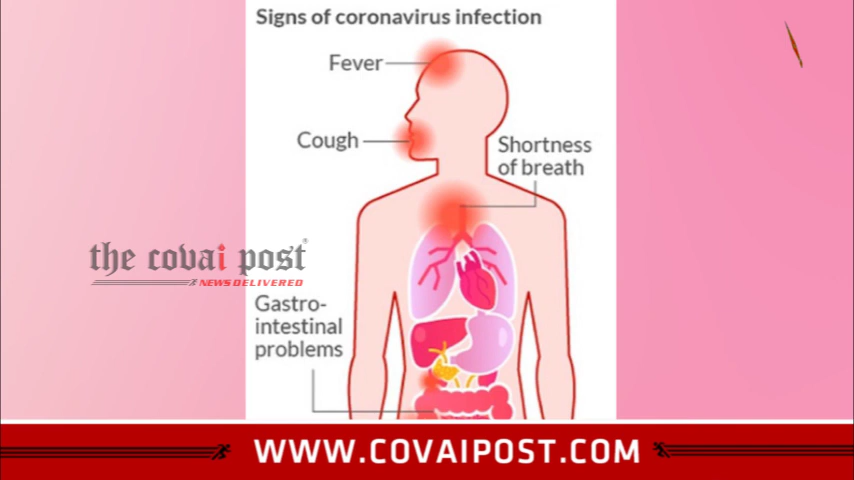 Signs of coronavirus infection
Fever
Cough
Shortness
of breath
the covai post
NEWS DELIVERED
Gastro-
intestinal
problems
WWW.COVAIPOST.COM